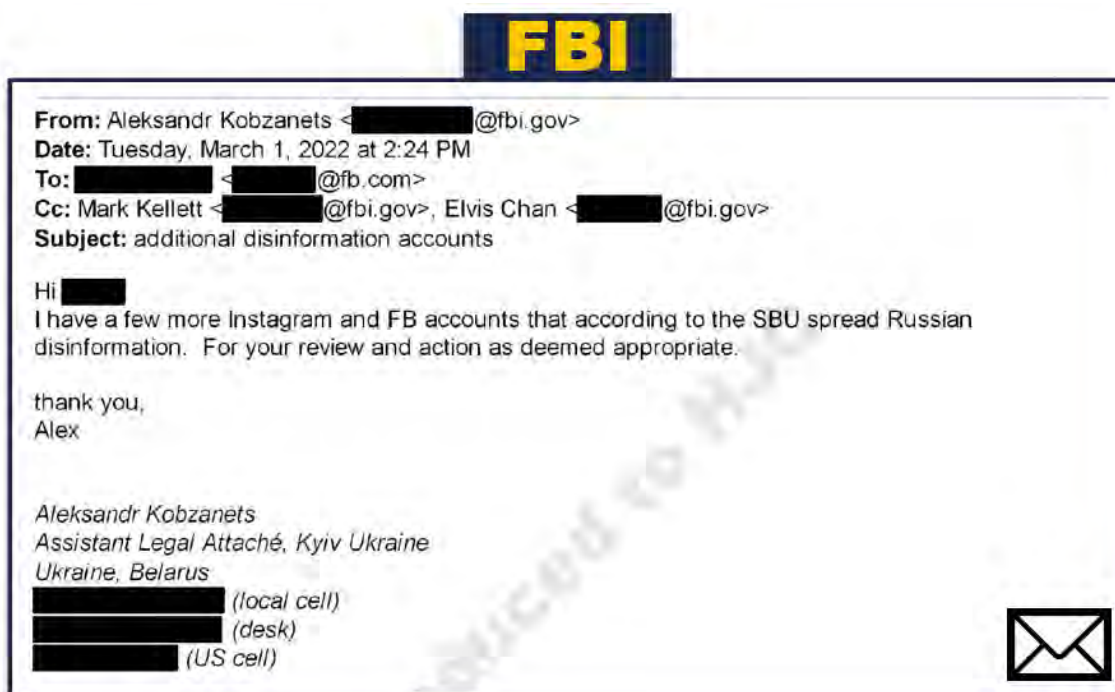 FBI
From: Aleksandr Kobzanets < @fbi.gov>
Date: Tuesday, March 1, 2022 at 2:24 PM
To: < @fb.com>
Cc: Mark Kellett < @fbi.gov>, Elvis Chan < @fbi.gov>
Subject: additional disinformation accounts
Hi
I have a few more Instagram and FB accounts that according to the SBU spread Russian
disinformation. For your review and action as deemed appropriate.
thank you,
Alex
Aleksandr Kobzanets
Assistant Legal Attaché, Kyiv Ukraine
Ukraine, Belarus
(local cell)
(desk)
(US cell)